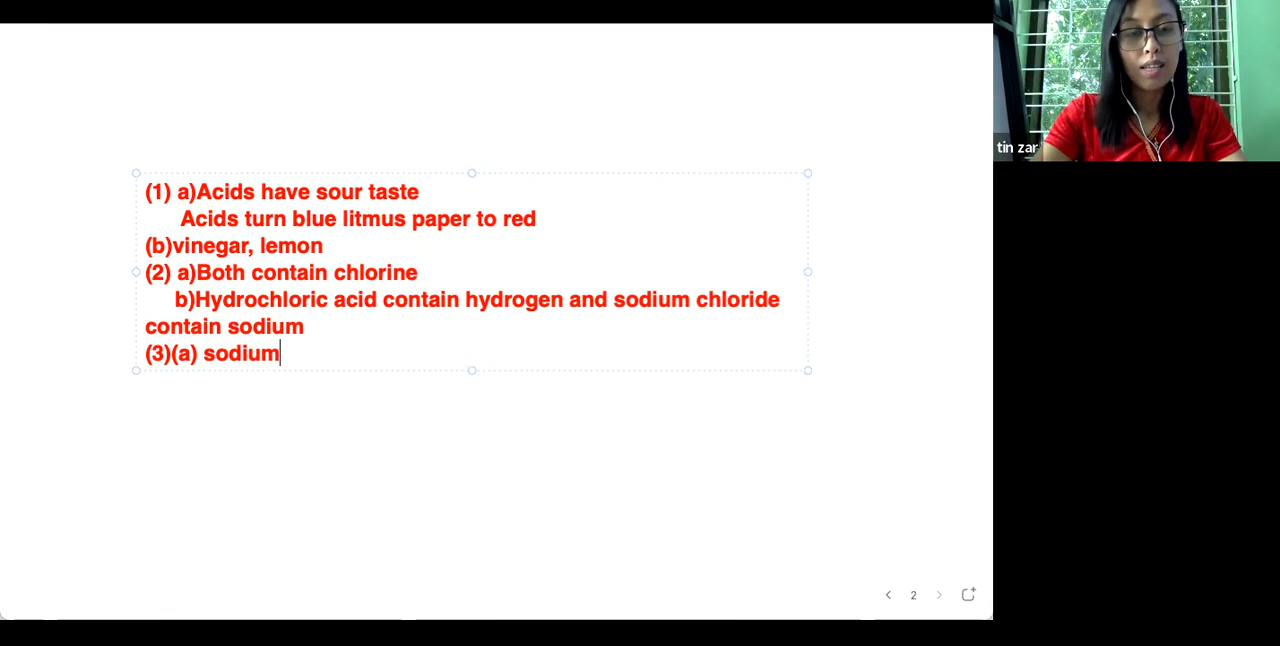 tin zar
(1) a)Acids have sour taste
Acids turn blue litmus paper to red
(b)vinegar, lemon
(2) a)Both contain chlorine
b)Hydrochloric acid contain hydrogen and sodium chloride
contain sodium
(3)(a) sodium
2